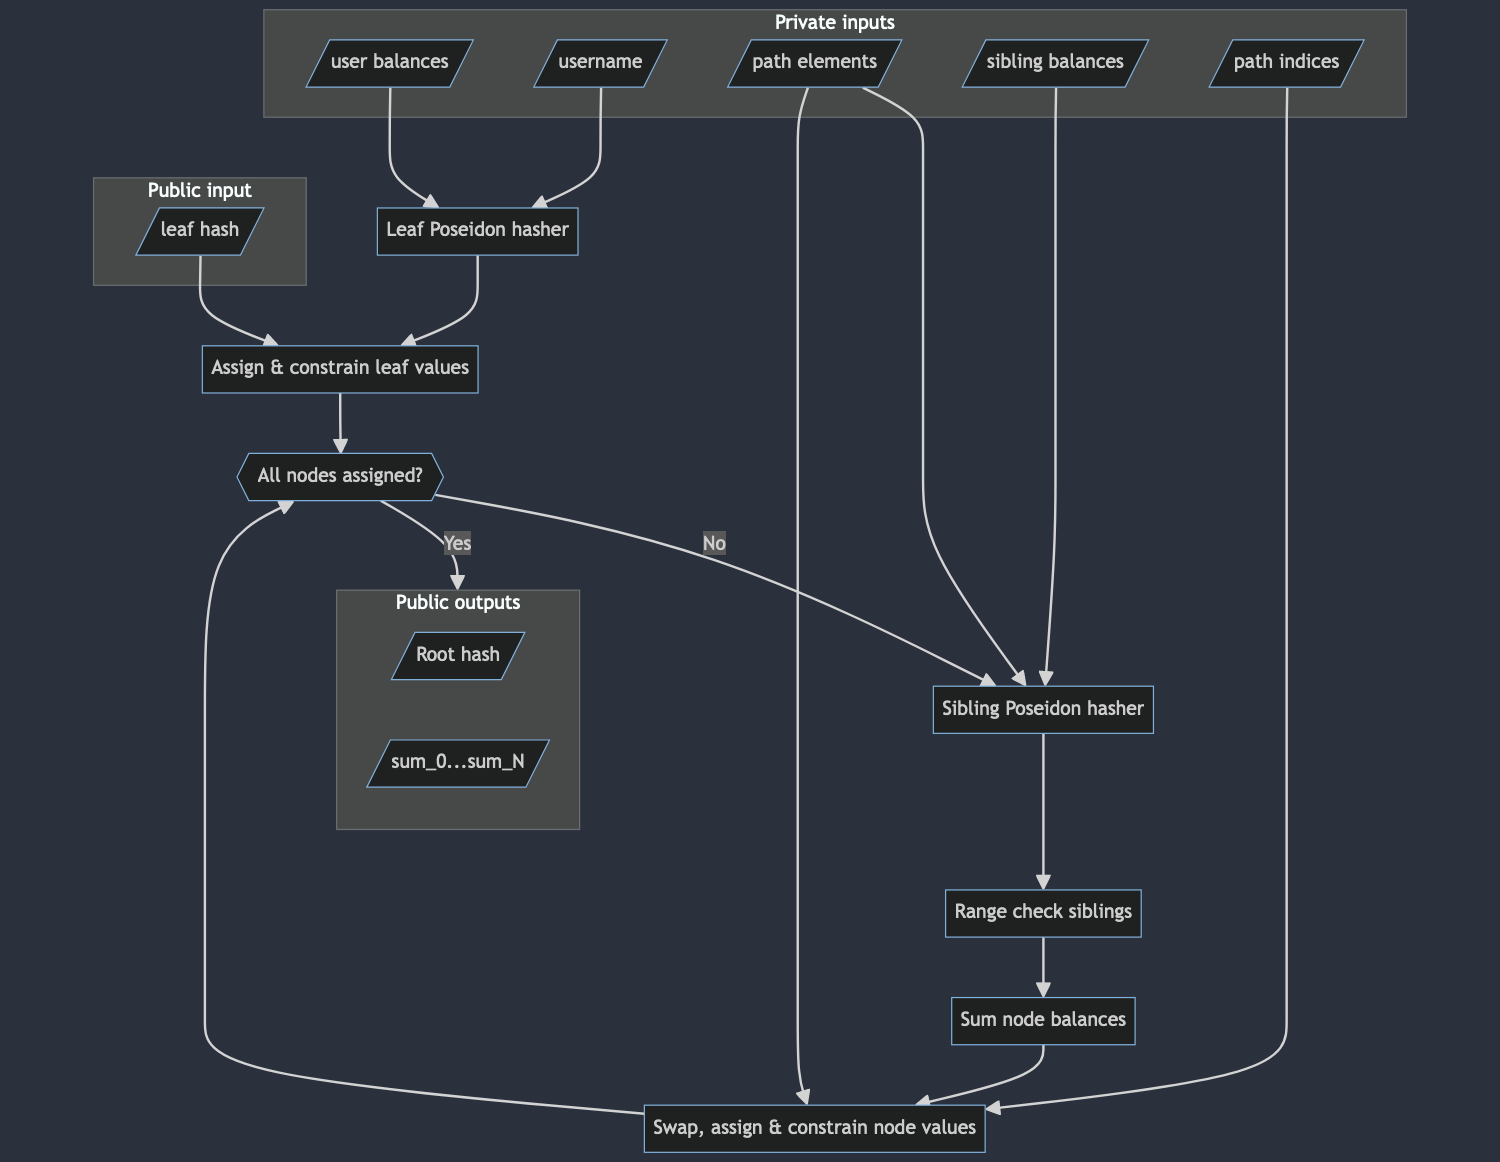 Private inputs
user balances
username
path elements
sibling balances
path indices
Public input
leaf hash
Leaf Poseidon hasher
Assign & constrain leaf values
All nodes assigned?
Yes
No
Public outputs
Root hash
sum_0...sum_N
Sibling Poseidon hasher
Range check siblings
Sum node balances
Swap, assign & constrain node values